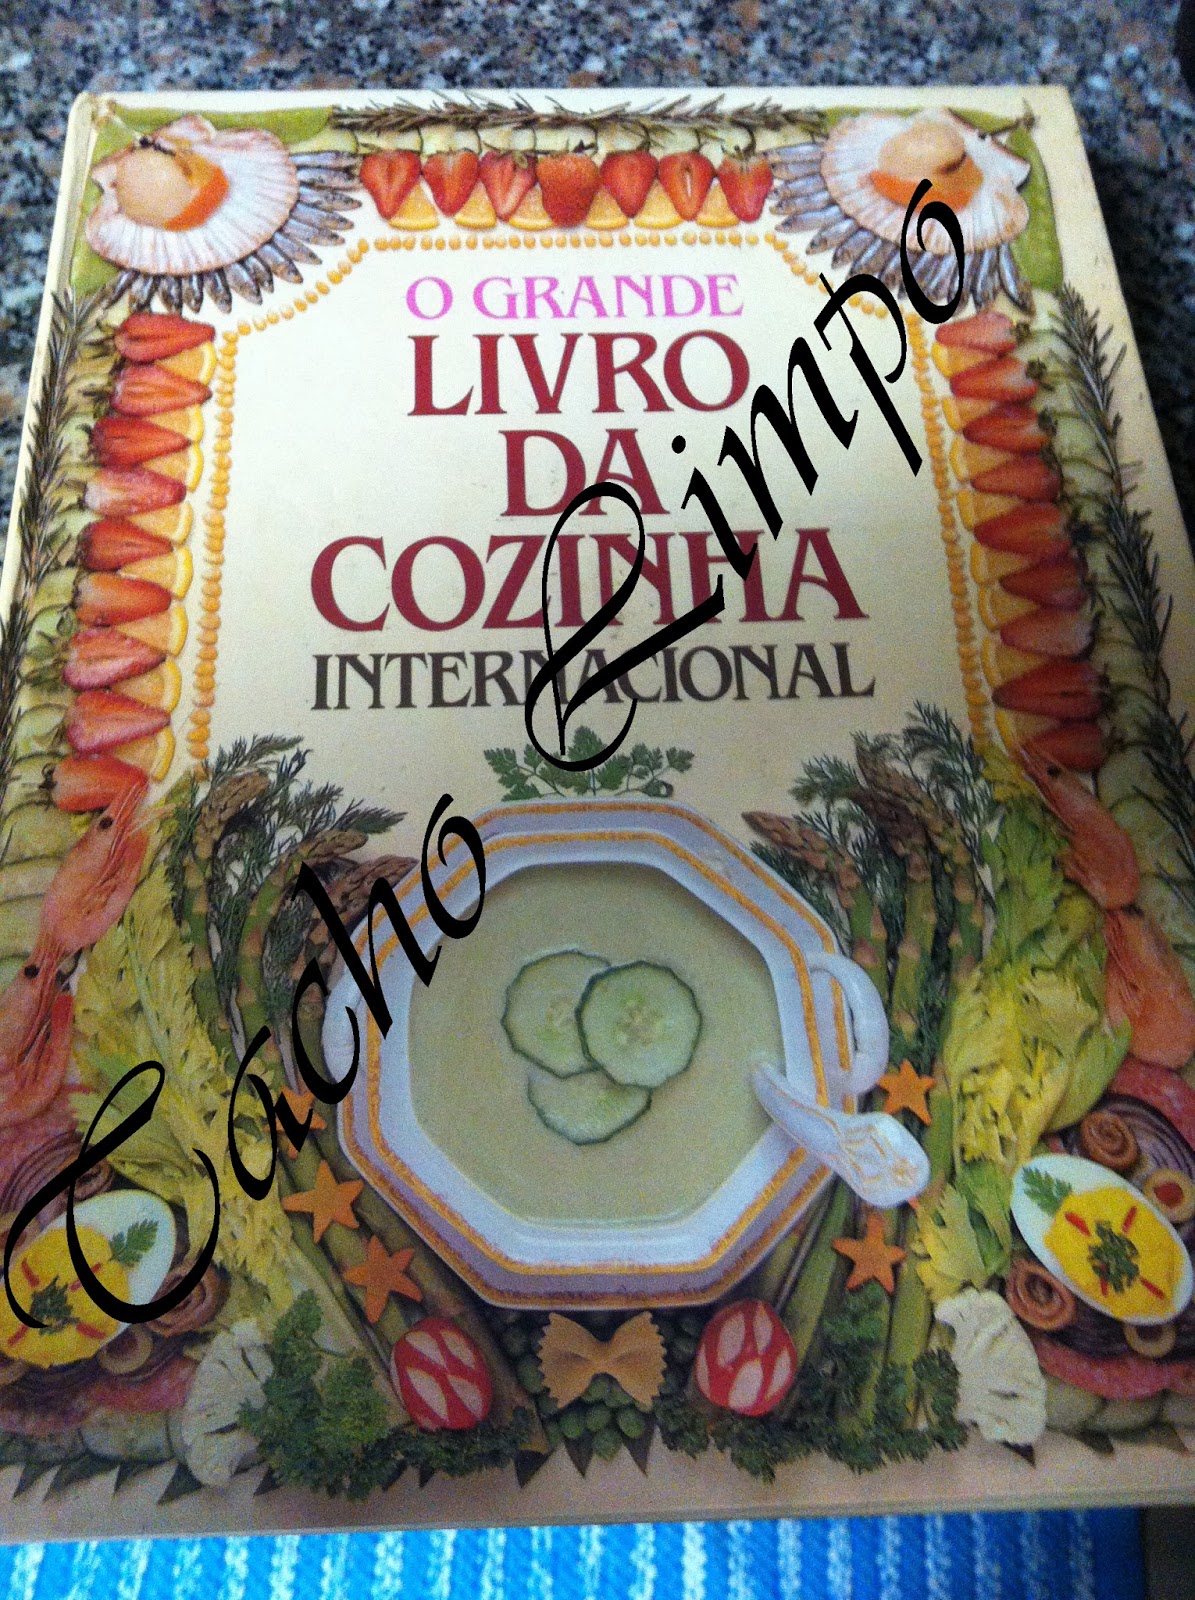 O GRANDE
LIVRO
DA
COZINHA
INTERNACIONAL
Tacho Limpo